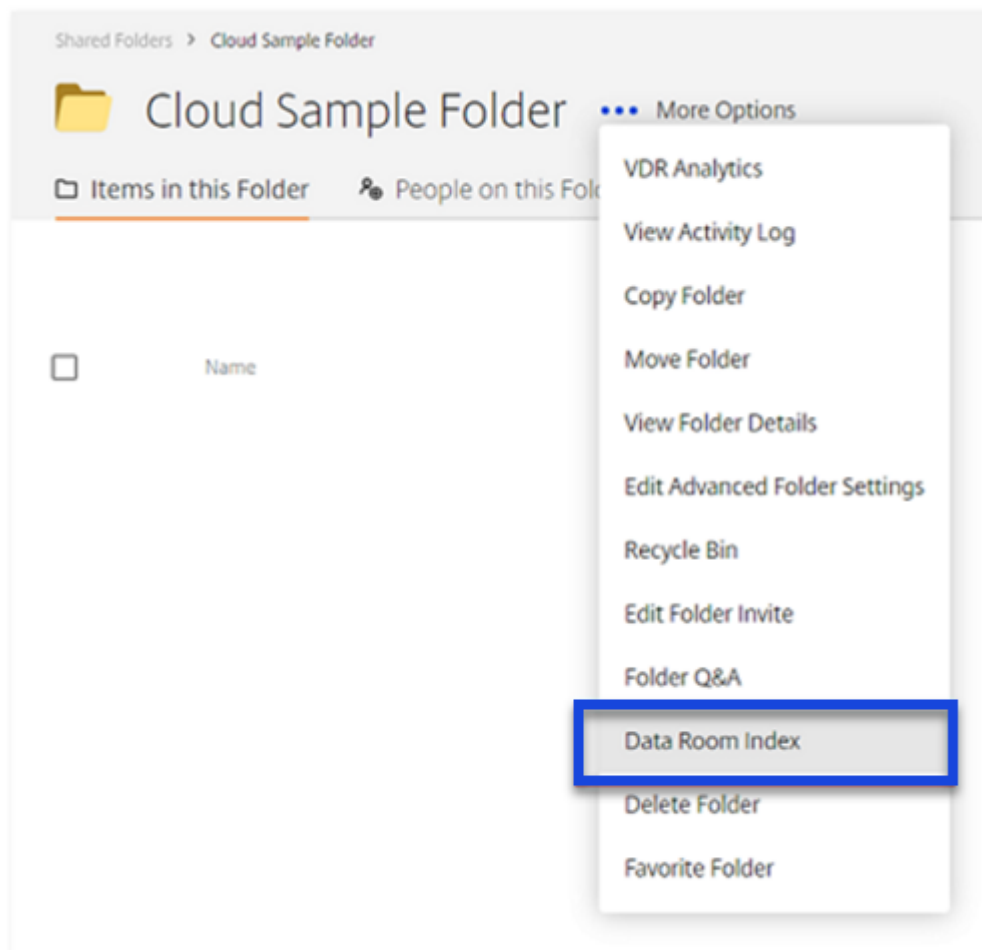 Shared Folders > Cloud Sample Folder
Cloud Sample Folder ••• More Options
Items in this Folder People on this
VDR Analytics
View Activity Log
Copy Folder
Move Folder
View Folder Details
Edit Advanced Folder Settings
Recycle Bin
Edit Folder Invite
Folder Q&A
Data Room Index
Delete Folder
Favorite Folder
Name